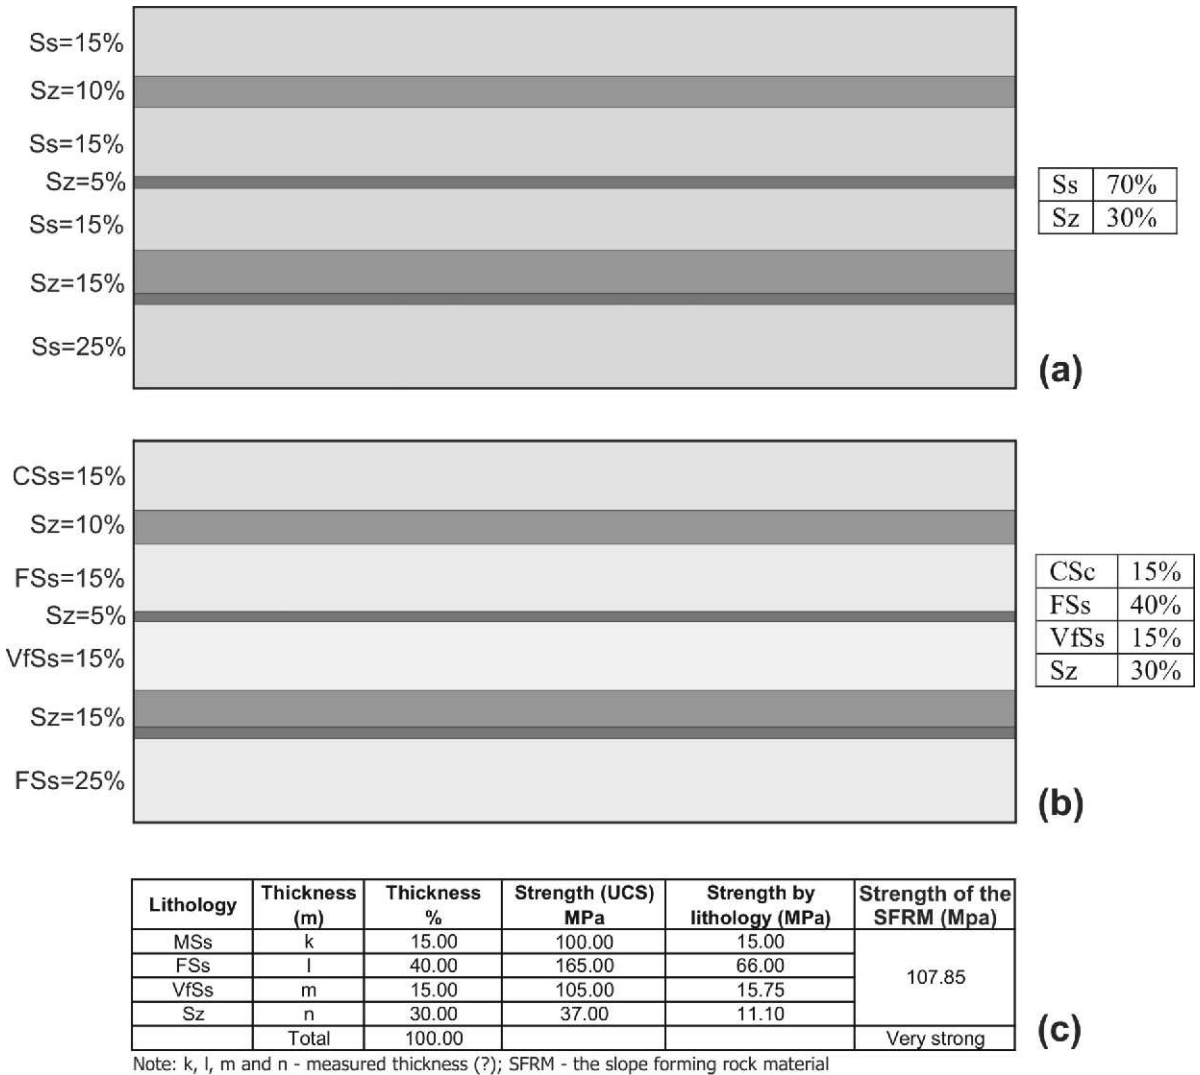 Ss=15%
Sz=10%
Ss=15%
Sz=5%
Ss=15%
Sz=15%
Ss=25%
Ss 70%
Sz 30%
(a)
CSs=15%
Sz=10%
FSs=15%
Sz=5%
VfSs=15%
Sz=15%
FSs=25%
CSc 15%
FSs 40%
VfSs 15%
Sz 30%
(b)
Lithology Thickness (m) Thickness % Strength (UCS) MPa Strength by lithology (MPa) Strength of the SFRM (Mpa)
MSs k 15.00 100.00 15.00
FSs l 40.00 165.00 66.00
107.85
VfSs m 15.00 105.00 15.75
Sz n 30.00 37.00 11.10
Total 100.00 Very strong
(c)
Note: k, l, m and n - measured thickness (?); SFRM - the slope forming rock material